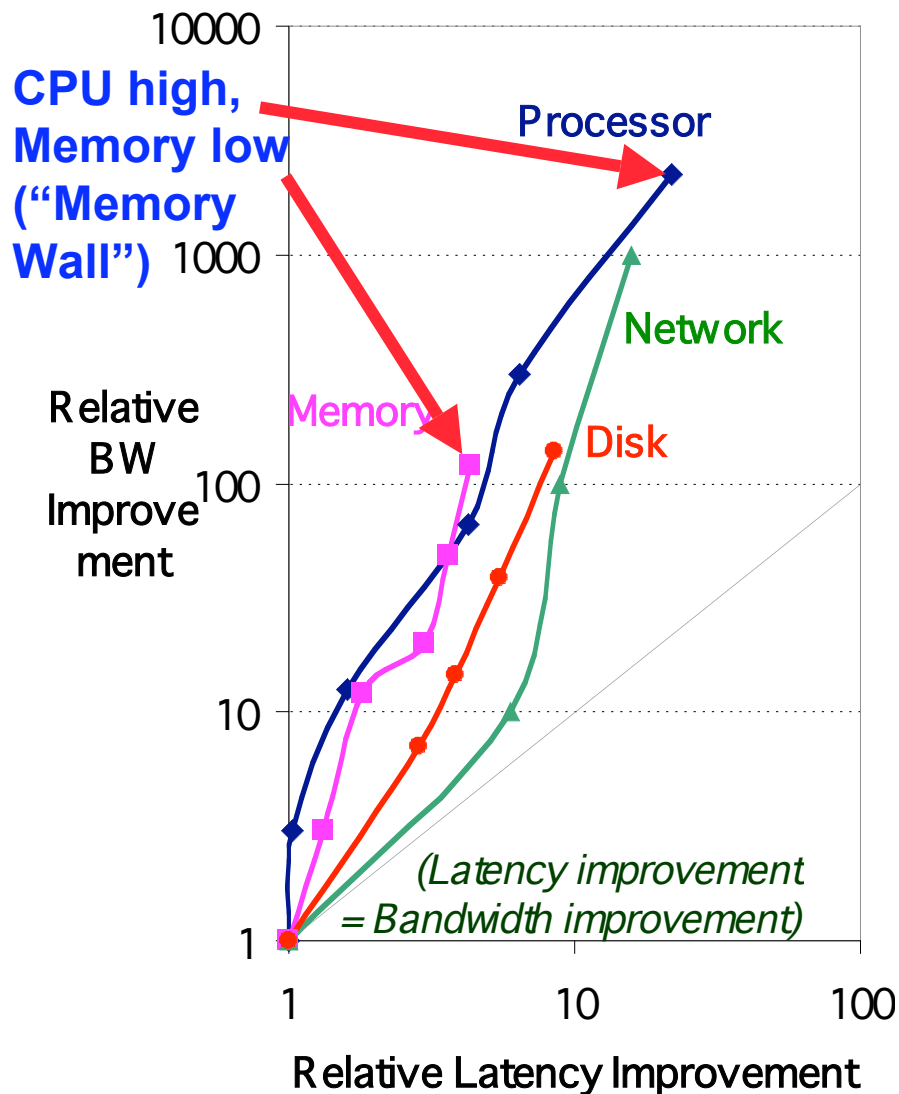 10000
CPU high,
Memory low
(“Memory
Wall”)
Processor
1000
Network
Relative
BW
Improve
ment
Memory
Disk
100
10
(Latency improvement
= Bandwidth improvement)
1
1
10
100
Relative Latency Improvement